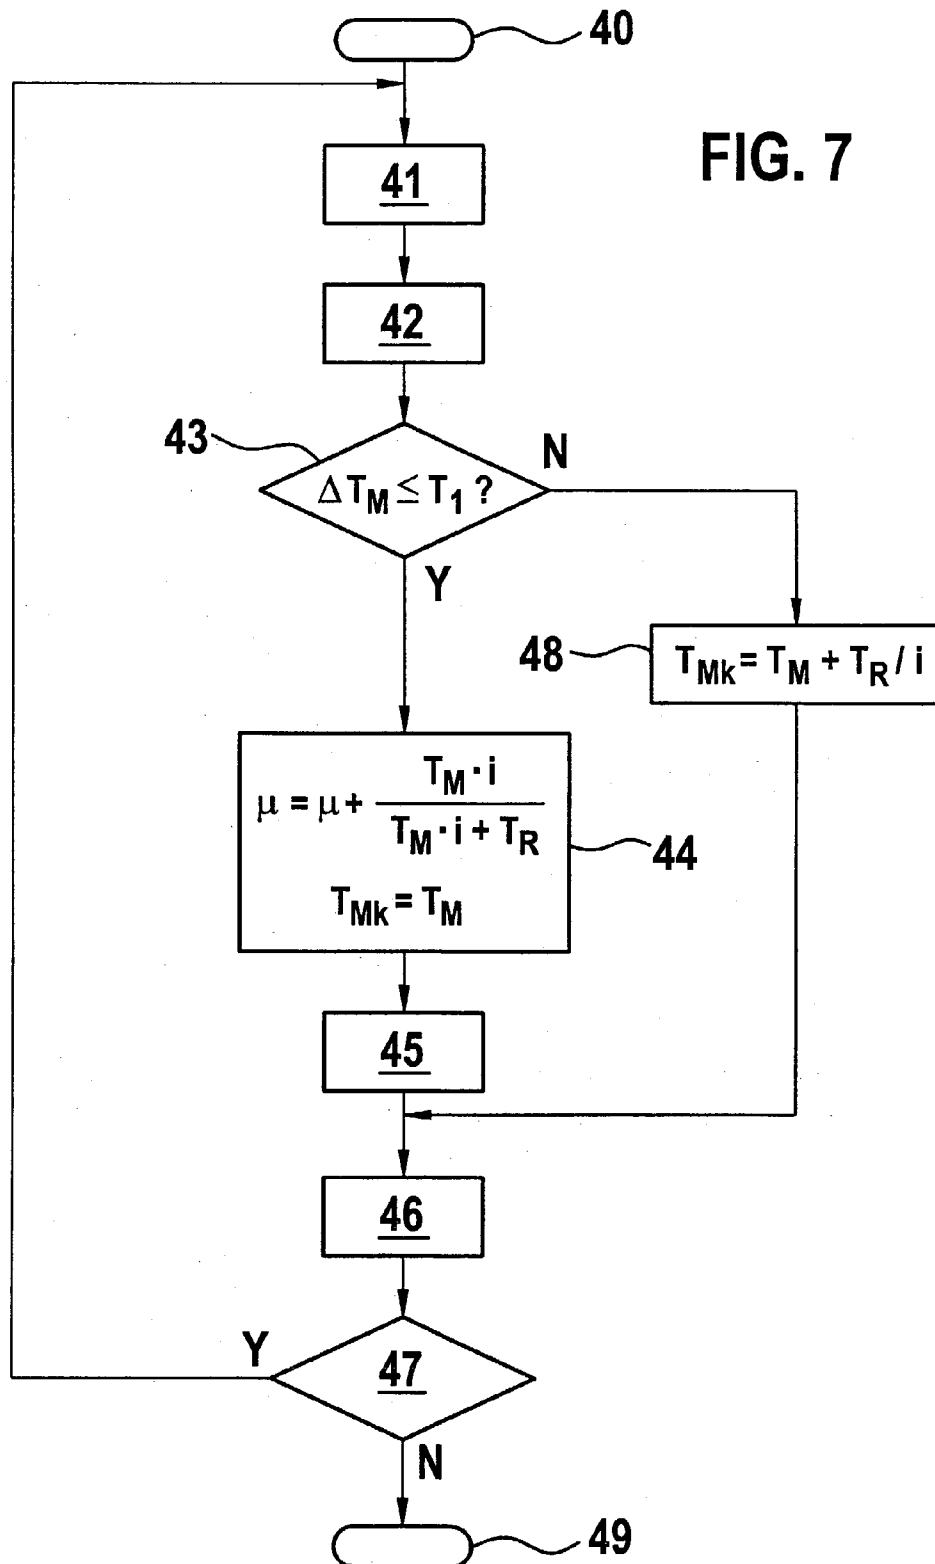 40
FIG. 7
41
42
43
N
Δ T_M ≤ T_1 ?
Y
48
T_Mk = T_M + T_R / i
μ = μ + (T_M · i) / (T_M · i + T_R)
44
T_Mk = T_M
45
46
Y
47
N
49